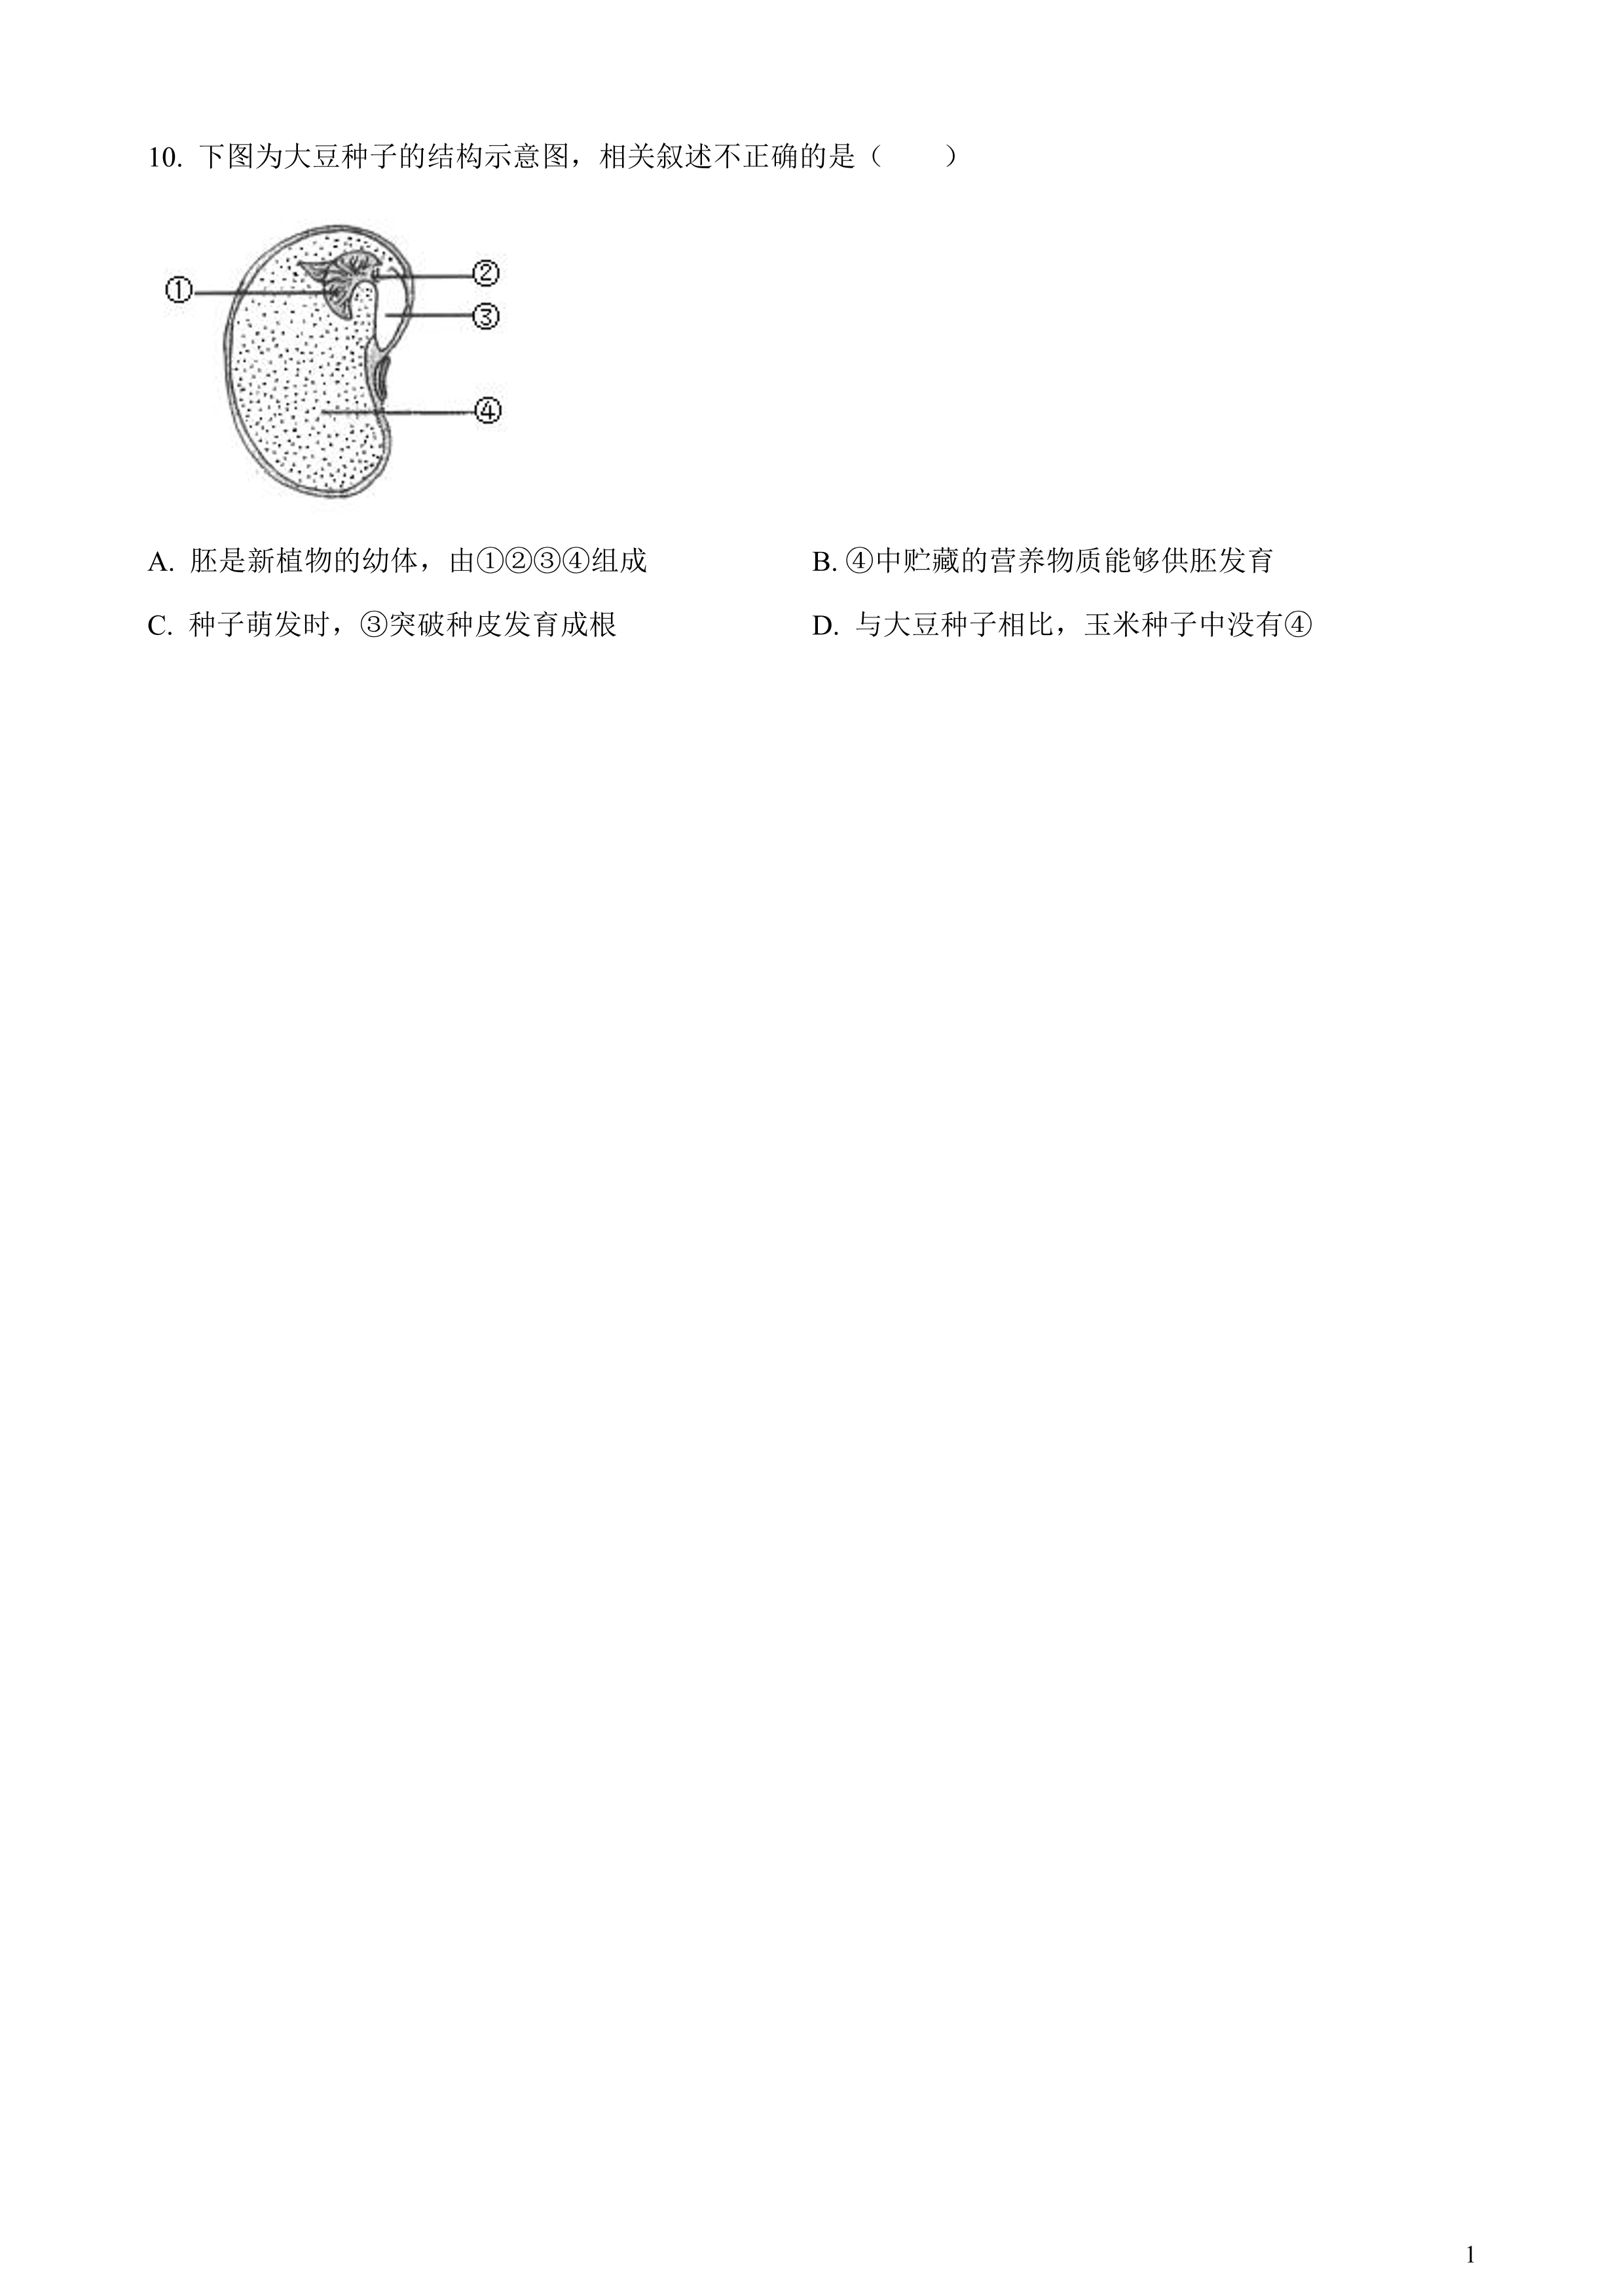 10. 下图为大豆种子的结构示意图，相关叙述不正确的是（　　）
②
①
③
④
A. 胚是新植物的幼体，由①②③④组成 B. ④中贮藏的营养物质能够供胚发育
C. 种子萌发时，③突破种皮发育成根 D. 与大豆种子相比，玉米种子中没有④
1